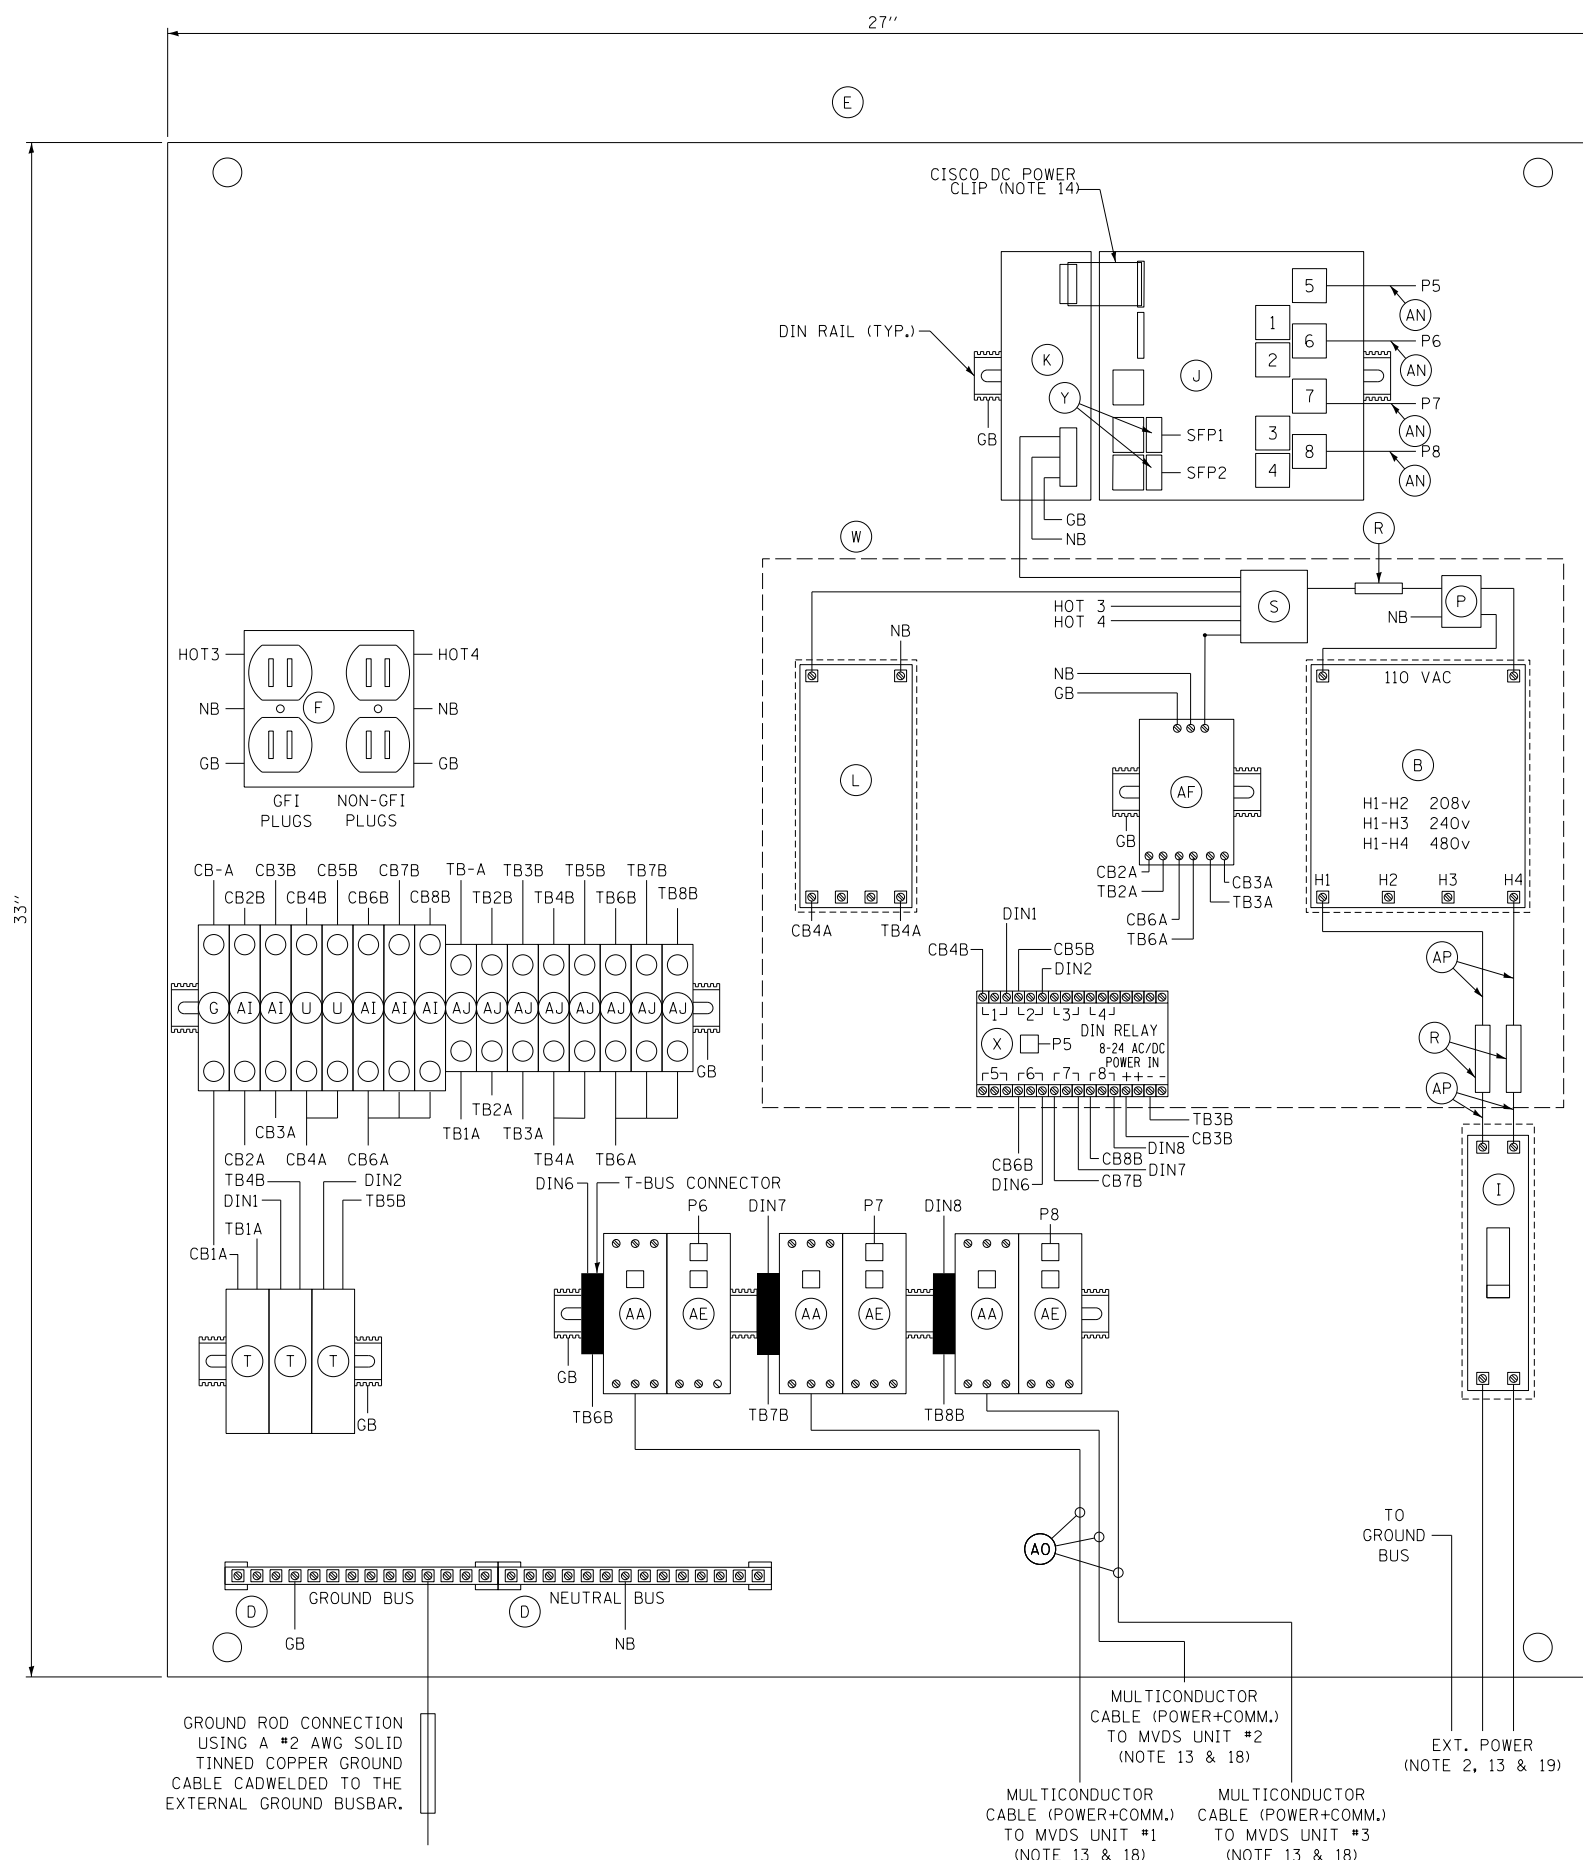 27''
E
CISCO DC POWER
CLIP (NOTE 14)
5
P5
AN
1
6
P6
AN
2
DIN RAIL (TYP.)
K
J
7
P7
AN
Y
3
SFP1
8
P8
AN
4
SFP2
GB
GB
NB
W
R
S
P
HOT 3
HOT 4
NB
NB
NB
GB
110 VAC
HOT3
HOT4
NB
F
NB
GB
GB
GFI
PLUGS
NON-GFI
PLUGS
L
AF
GB
B
H1-H2 208v
H1-H3 240v
H1-H4 480v
H1
H2
H3
H4
CB2A
TB2A
CB3A
TB3A
CB6A
TB6A
CB4A
TB4A
33''
CB-A
CB3B
CB5B
CB7B
TB-A
TB3B
TB5B
TB7B
CB2B
CB4B
CB6B
CB8B
TB2B
TB4B
TB6B
TB8B
G
AI
AI
U
U
AI
AI
AI
AJ
AJ
AJ
AJ
AJ
AJ
AJ
AJ
GB
DIN1
CB4B
CB5B
DIN2
1
2
3
4
DIN RELAY
X
P5
8-24 AC/DC
POWER IN
5
6
7
8
++--
TB3B
CB3B
DIN8
CB8B
DIN7
CB6B
DIN6
CB7B
AP
R
AP
TB1A
TB2A
TB3A
CB3A
CB2A
CB4A
CB6A
TB4A
TB6A
TB4B
DIN2
DIN1
TB5B
TB1A
CB1A
T
T
T
GB
DIN6
T-BUS CONNECTOR
P6
DIN7
P7
DIN8
P8
AA
AE
AA
AE
AA
AE
GB
TB6B
TB7B
TB8B
I
AO
TO
GROUND
BUS
GROUND BUS
NEUTRAL BUS
D
D
GB
NB
GROUND ROD CONNECTION
USING A #2 AWG SOLID
TINNED COPPER GROUND
CABLE CADWELDED TO THE
EXTERNAL GROUND BUSBAR.
MULTICONDUCTOR
CABLE (POWER+COMM.)
TO MVDS UNIT #2
(NOTE 13 & 18)
EXT. POWER
(NOTE 2, 13 & 19)
MULTICONDUCTOR
CABLE (POWER+COMM.)
TO MVDS UNIT #1
(NOTE 13 & 18)
MULTICONDUCTOR
CABLE (POWER+COMM.)
TO MVDS UNIT #3
(NOTE 13 & 18)